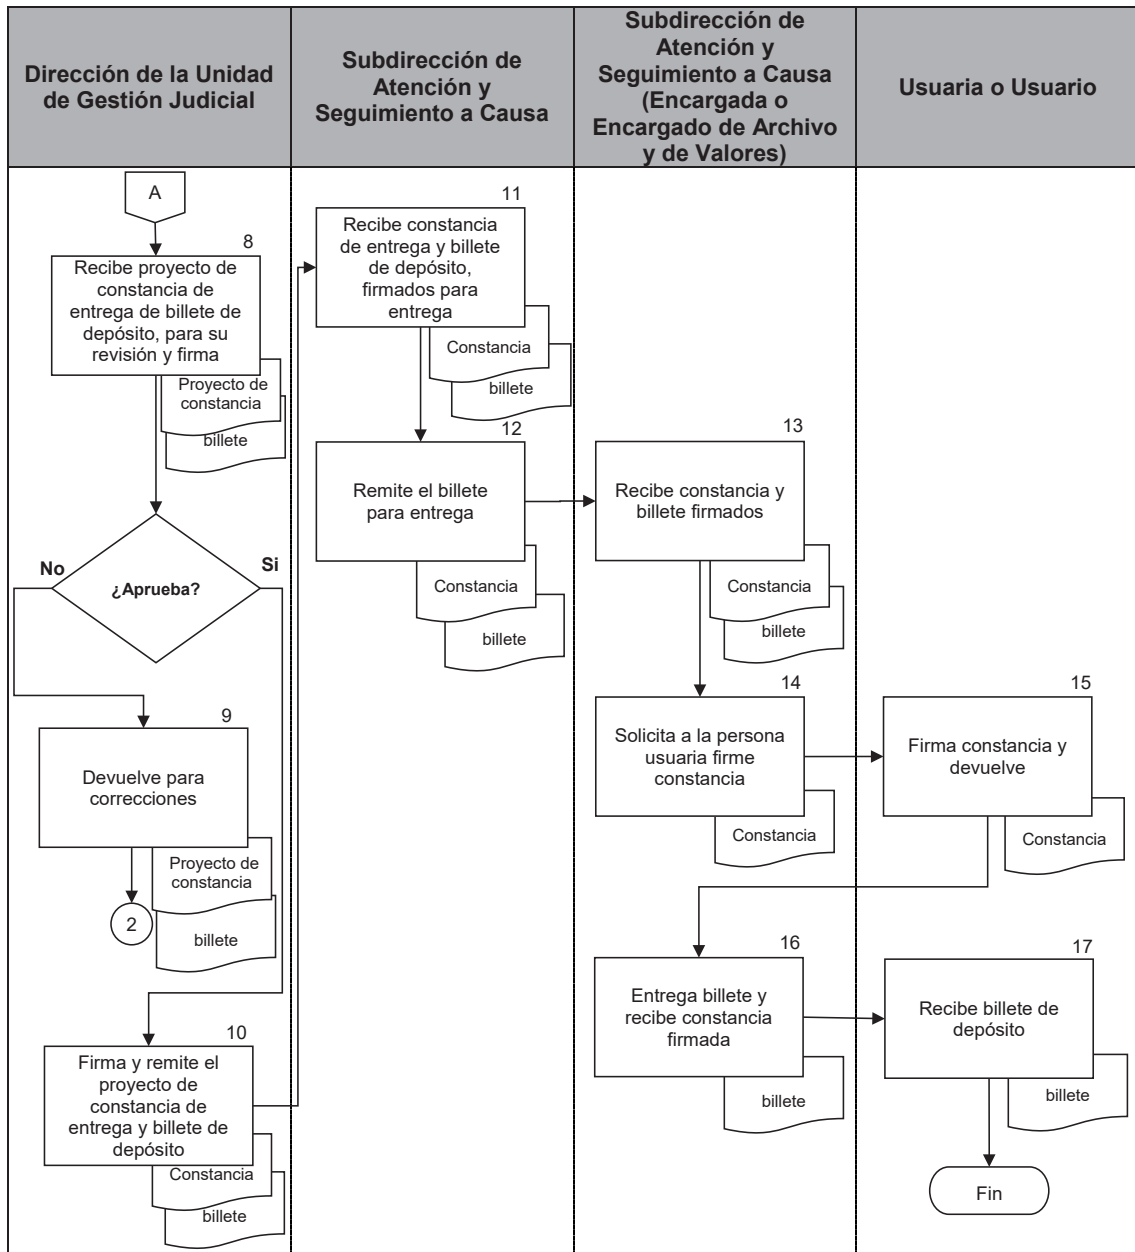 Dirección de la Unidad
de Gestión Judicial
Subdirección de
Atención y
Seguimiento a Causa
Subdirección de
Atención y
Seguimiento a Causa
(Encargada o
Encargado de Archivo
y de Valores)
Usuaria o Usuario
A
8
Recibe proyecto de
constancia de
entrega de billete de
depósito, para su
revisión y firma
Proyecto de
constancia
billete
No
Si
¿Aprueba?
9
Devuelve para
correcciones
Proyecto de
constancia
billete
2
10
Firma y remite el
proyecto de
constancia de
entrega y billete de
depósito
Constancia
billete
11
Recibe constancia
de entrega y billete
de depósito,
firmados para
entrega
Constancia
billete
12
Remite el billete
para entrega
Constancia
billete
13
Recibe constancia y
billete firmados
Constancia
billete
14
Solicita a la persona
usuaria firme
constancia
Constancia
15
Firma constancia y
devuelve
Constancia
16
Entrega billete y
recibe constancia
firmada
billete
17
Recibe billete de
depósito
billete
Fin